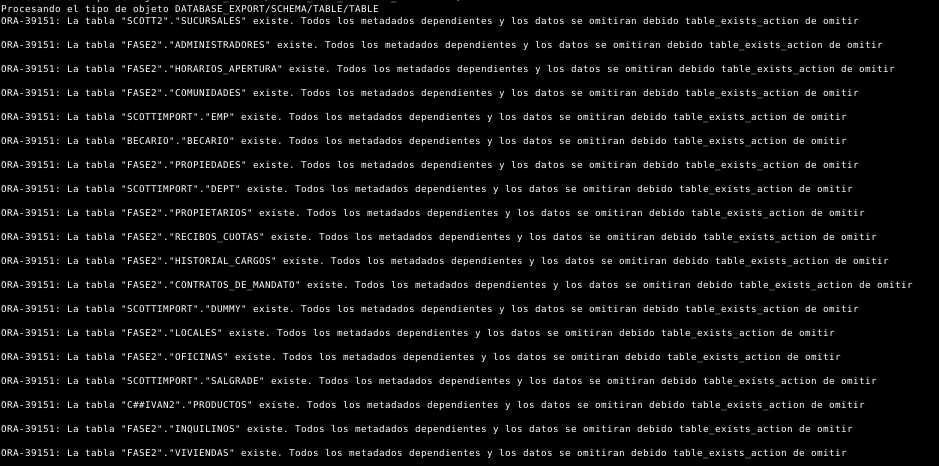 Procesando el tipo de objeto DATABASE_EXPORT/SCHEMA/TABLE/TABLE
ORA-39151: La tabla "SCOTT2"."SUCURSALES" existe. Todos los metadados dependientes y los datos se omitiran debido table_exists_action de omitir
ORA-39151: La tabla "FASE2"."ADMINISTRADORES" existe. Todos los metadados dependientes y los datos se omitiran debido table_exists_action de omitir
ORA-39151: La tabla "FASE2"."HORARIOS_APERTURA" existe. Todos los metadados dependientes y los datos se omitiran debido table_exists_action de omitir
ORA-39151: La tabla "FASE2"."COMUNIDADES" existe. Todos los metadados dependientes y los datos se omitiran debido table_exists_action de omitir
ORA-39151: La tabla "SCOTTIMPORT"."EMP" existe. Todos los metadados dependientes y los datos se omitiran debido table_exists_action de omitir
ORA-39151: La tabla "BECARIO"."BECARIO" existe. Todos los metadados dependientes y los datos se omitiran debido table_exists_action de omitir
ORA-39151: La tabla "FASE2"."PROPIEDADES" existe. Todos los metadados dependientes y los datos se omitiran debido table_exists_action de omitir
ORA-39151: La tabla "SCOTTIMPORT"."DEPT" existe. Todos los metadados dependientes y los datos se omitiran debido table_exists_action de omitir
ORA-39151: La tabla "FASE2"."PROPIETARIOS" existe. Todos los metadados dependientes y los datos se omitiran debido table_exists_action de omitir
ORA-39151: La tabla "FASE2"."RECIBOS_CUOTAS" existe. Todos los metadados dependientes y los datos se omitiran debido table_exists_action de omitir
ORA-39151: La tabla "FASE2"."HISTORIAL_CARGOS" existe. Todos los metadados dependientes y los datos se omitiran debido table_exists_action de omitir
ORA-39151: La tabla "FASE2"."CONTRATOS_DE_MANDATO" existe. Todos los metadados dependientes y los datos se omitiran debido table_exists_action de omitir
ORA-39151: La tabla "SCOTTIMPORT"."DUMMY" existe. Todos los metadados dependientes y los datos se omitiran debido table_exists_action de omitir
ORA-39151: La tabla "FASE2"."LOCALES" existe. Todos los metadados dependientes y los datos se omitiran debido table_exists_action de omitir
ORA-39151: La tabla "FASE2"."OFICINAS" existe. Todos los metadados dependientes y los datos se omitiran debido table_exists_action de omitir
ORA-39151: La tabla "SCOTTIMPORT"."SALGRADE" existe. Todos los metadados dependientes y los datos se omitiran debido table_exists_action de omitir
ORA-39151: La tabla "C##IVAN2"."PRODUCTOS" existe. Todos los metadados dependientes y los datos se omitiran debido table_exists_action de omitir
ORA-39151: La tabla "FASE2"."INQUILINOS" existe. Todos los metadados dependientes y los datos se omitiran debido table_exists_action de omitir
ORA-39151: La tabla "FASE2"."VIVIENDAS" existe. Todos los metadados dependientes y los datos se omitiran debido table_exists_action de omitir